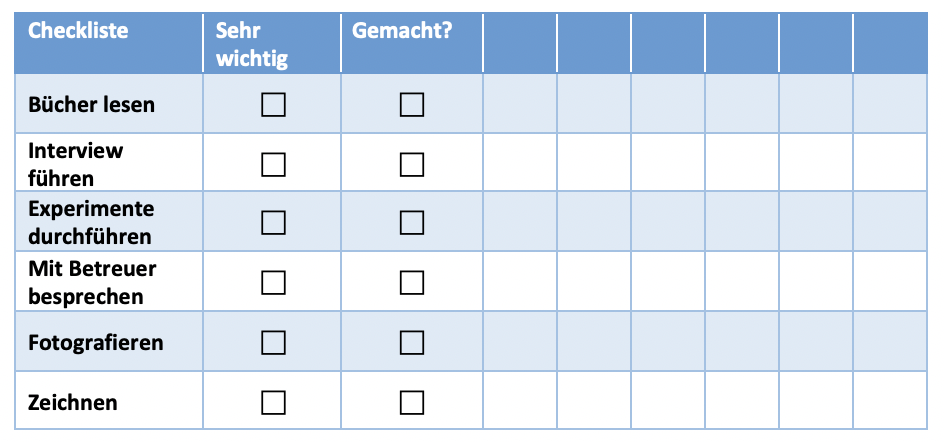 Checkliste Sehr wichtig Gemacht?
Bücher lesen ☐ ☐
Interview führen ☐ ☐
Experimente durchführen ☐ ☐
Mit Betreuer besprechen ☐ ☐
Fotografieren ☐ ☐
Zeichnen ☐ ☐